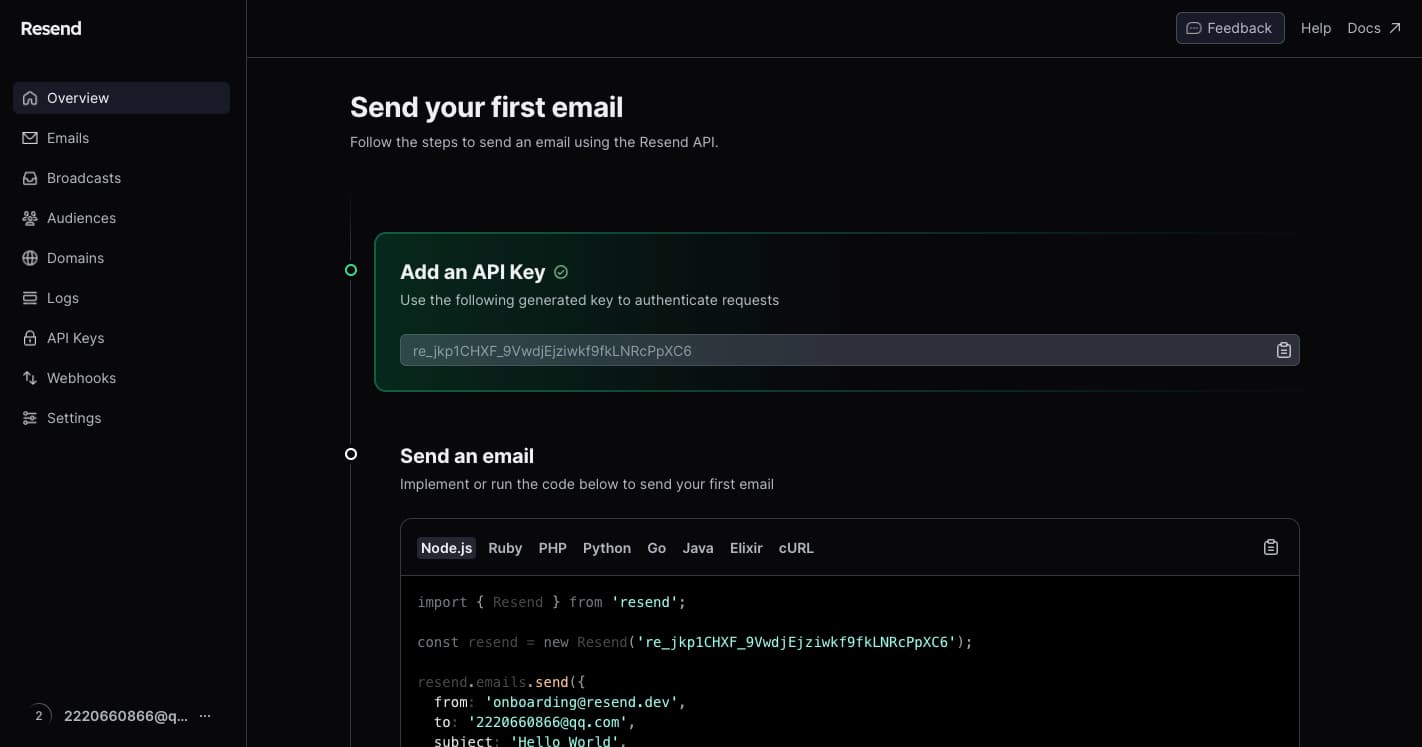 Resend
Feedback
Help
Docs
Overview
Emails
Broadcasts
Audiences
Domains
Logs
API Keys
Webhooks
Settings
2
2220660866@q...
Send your first email
Follow the steps to send an email using the Resend API.
Add an API Key
Use the following generated key to authenticate requests
re_jkp1CHXF_9VwdjEjziwkf9fkLNRcPpXC6
Send an email
Implement or run the code below to send your first email
Node.js Ruby PHP Python Go Java Elixir cURL
import { Resend } from 'resend';
const resend = new Resend('re_jkp1CHXF_9VwdjEjziwkf9fkLNRcPpXC6');
resend.emails.send({
from: 'onboarding@resend.dev',
to: '2220660866@qq.com',
subject: 'Hello World',